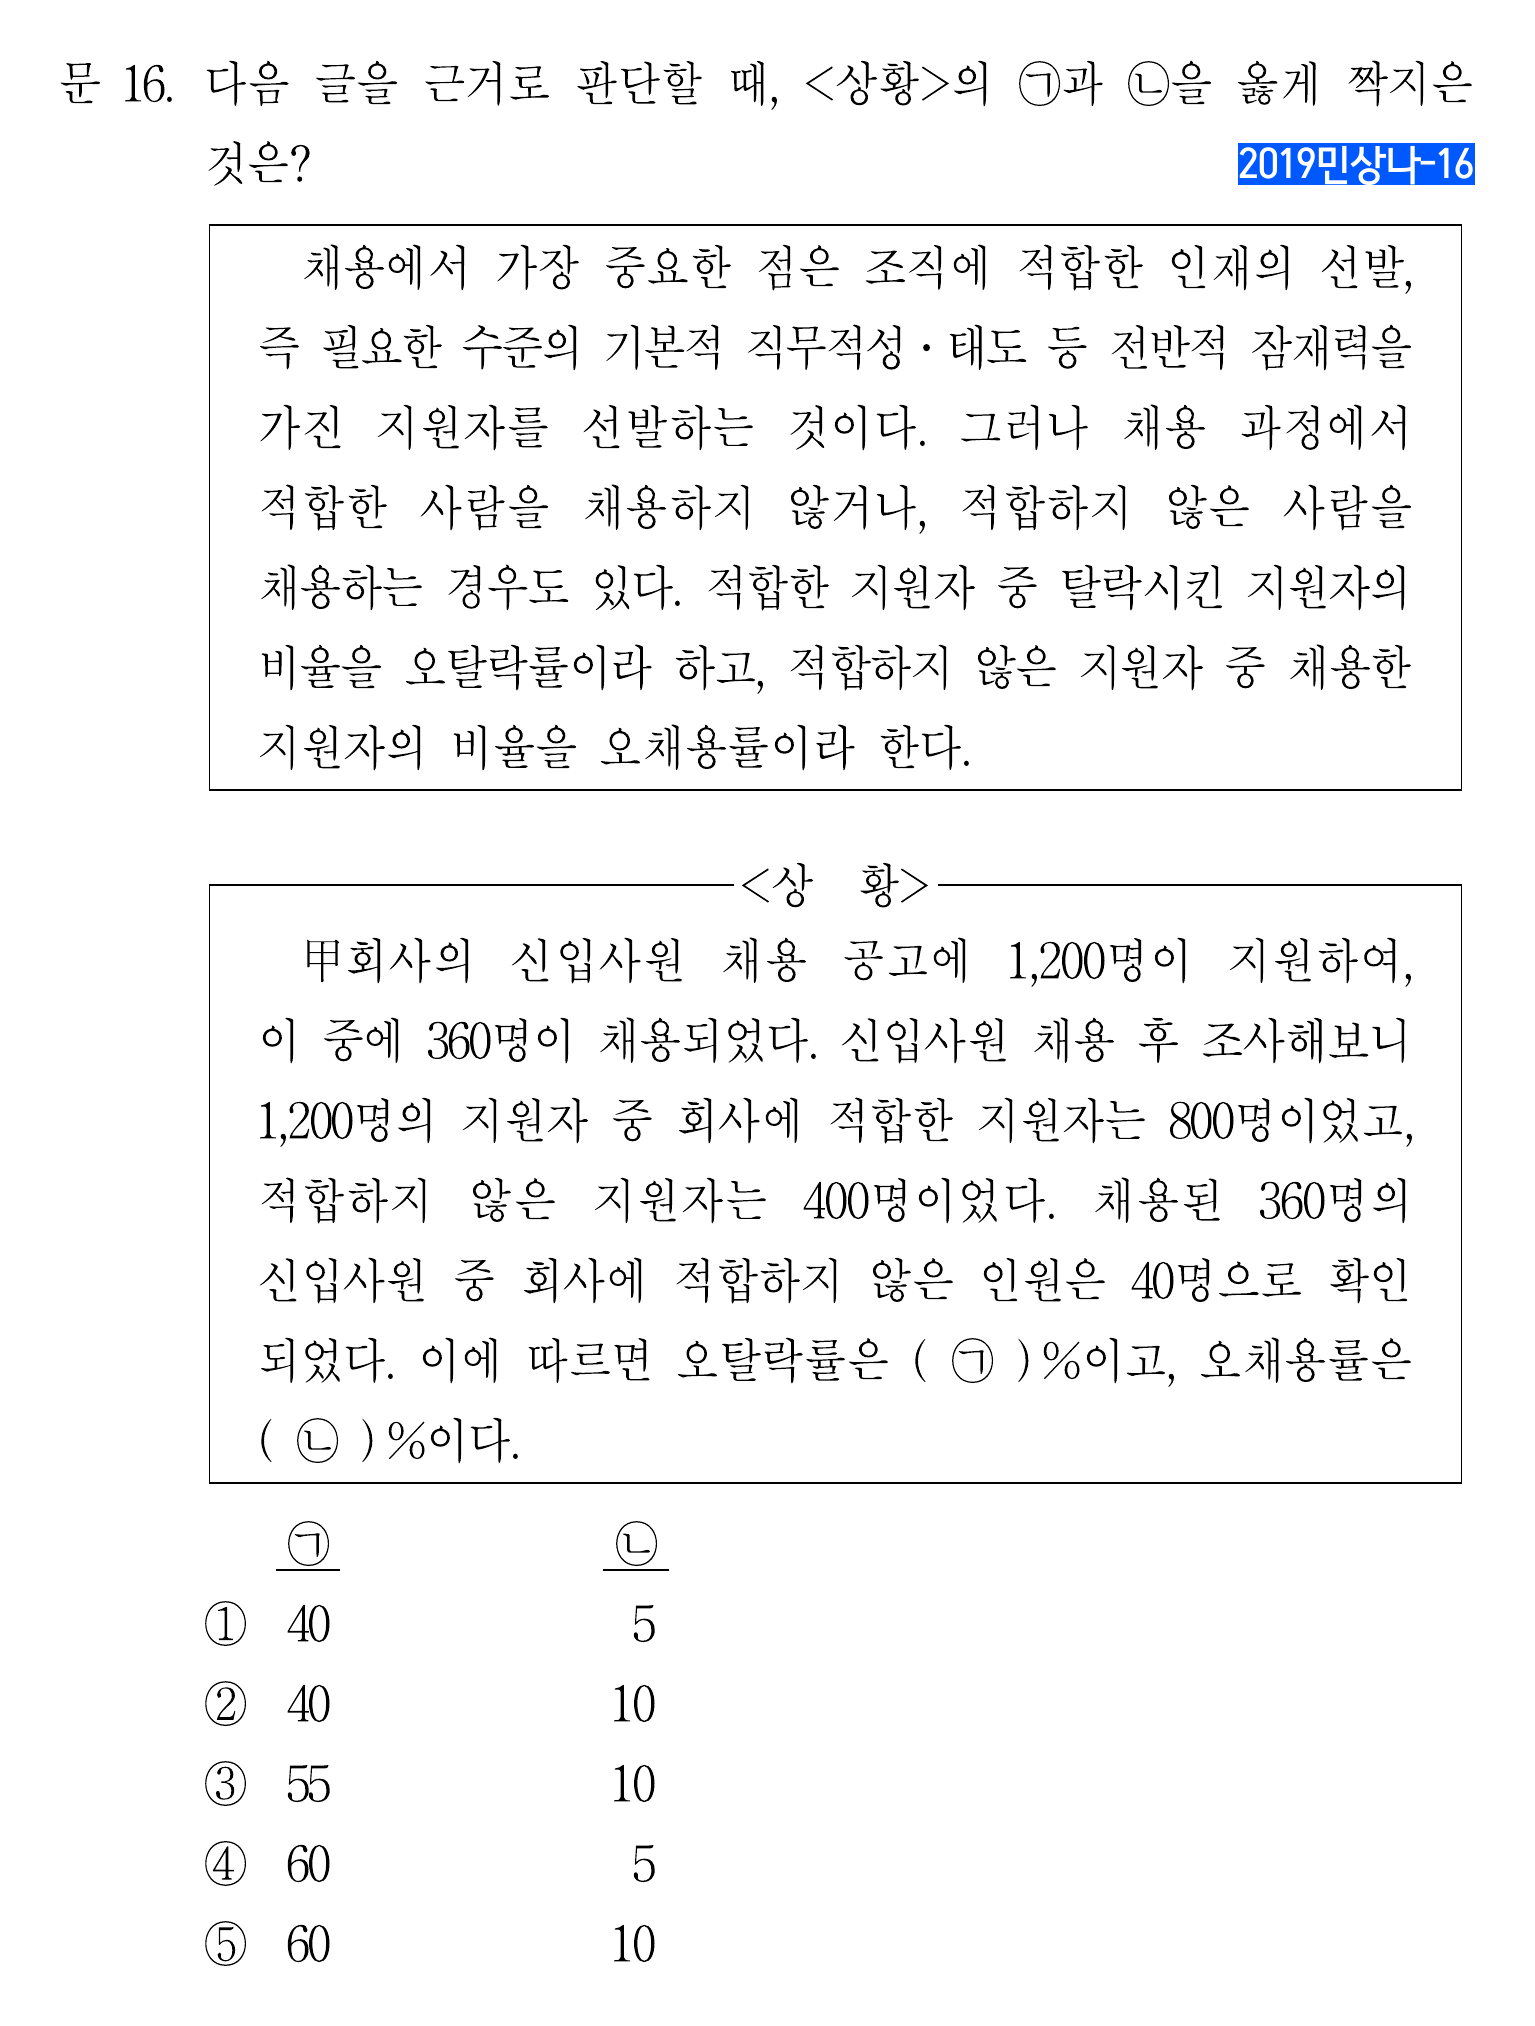 문 16. 다음 글을 근거로 판단할 때, <상황>의 ㉠과 ㉡을 옳게 짝지은
것은?
2019민상나-16
채용에서 가장 중요한 점은 조직에 적합한 인재의 선발,
즉 필요한 수준의 기본적 직무적성·태도 등 전반적 잠재력을
가진 지원자를 선발하는 것이다. 그러나 채용 과정에서
적합한 사람을 채용하지 않거나, 적합하지 않은 사람을
채용하는 경우도 있다. 적합한 지원자 중 탈락시킨 지원자의
비율을 오탈락률이라 하고, 적합하지 않은 지원자 중 채용한
지원자의 비율을 오채용률이라 한다.
<상 황>
甲회사의 신입사원 채용 공고에 1,200명이 지원하여,
이 중에 360명이 채용되었다. 신입사원 채용 후 조사해보니
1,200명의 지원자 중 회사에 적합한 지원자는 800명이었고,
적합하지 않은 지원자는 400명이었다. 채용된 360명의
신입사원 중 회사에 적합하지 않은 인원은 40명으로 확인
되었다. 이에 따르면 오탈락률은 ( ㉠ )%이고, 오채용률은
( ㉡ )%이다.
㉠ ㉡
① 40 5
② 40 10
③ 55 10
④ 60 5
⑤ 60 10